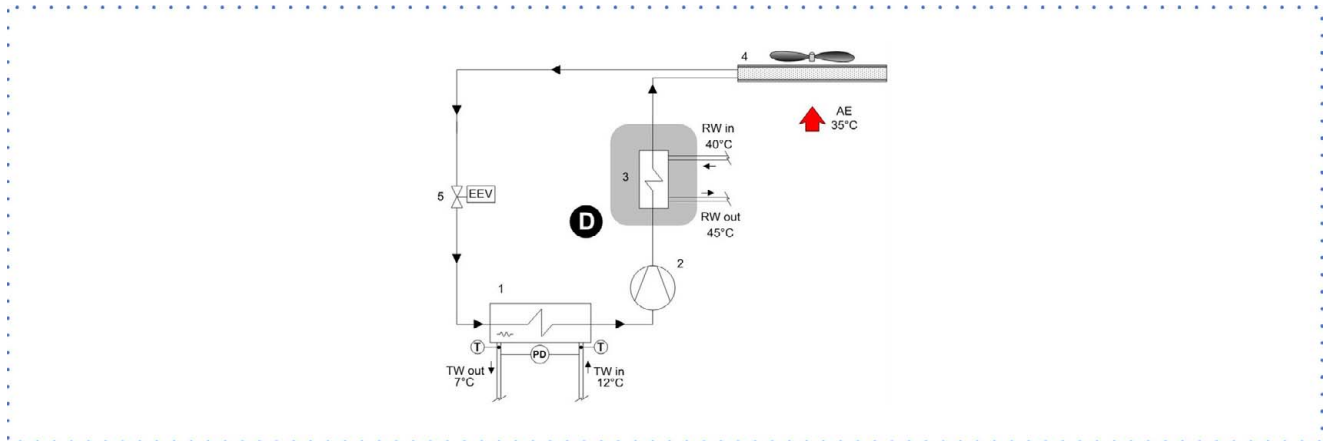 4
AE
35°C
RW in
40°C
3
5 EEV
D
RW out
45°C
2
1
T PD T
TW out
7°C
TW in
12°C